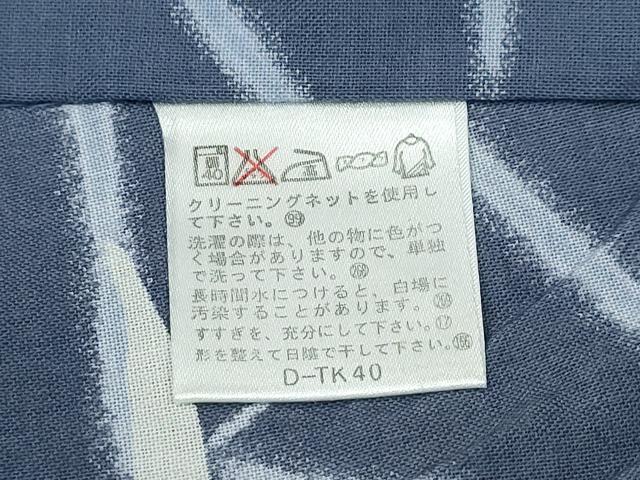 弱
40
高
クリーニングネットを使用し
て下さい。99
洗濯の際は、他の物に色がつ
く場合がありますので、単独
で洗って下さい。
長時間水につけると、白場に
汚染することがあります。
すすぎを、充分にして下さい。17
形を整えて日陰で干して下さい。166
D-TK40